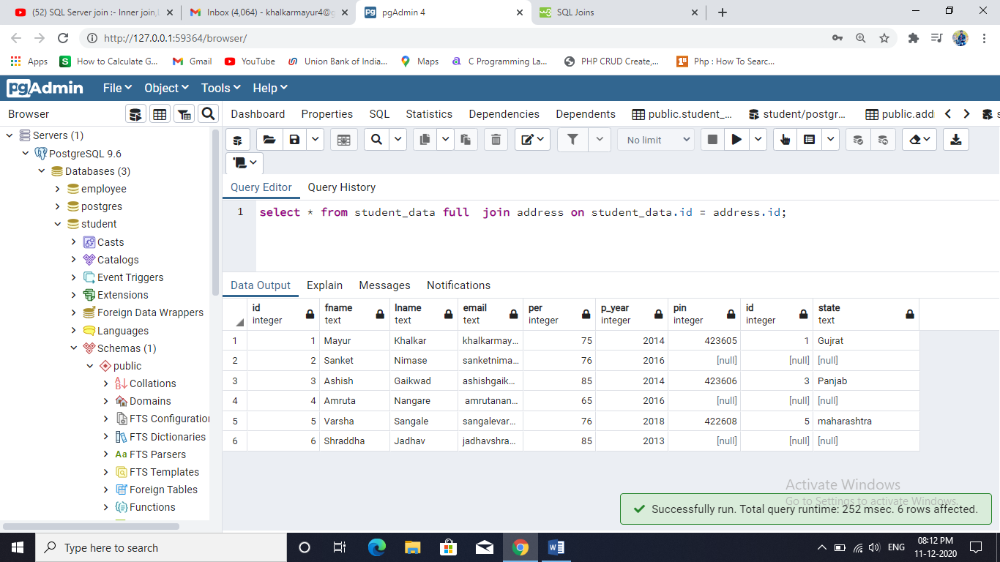 (52) SQL Server join :- Inner join,L
Inbox (4,064) - khalkarmayur4@g
pgAdmin 4
SQL Joins
http://127.0.0.1:59364/browser/
Apps
How to Calculate G...
Gmail
YouTube
Union Bank of India...
Maps
C Programming La...
PHP CRUD Create,...
Php : How To Searc...
pgAdmin File Object Tools Help
Browser
Dashboard Properties SQL Statistics Dependencies Dependents public.student_... student/postgr... public.add s
No limit
Servers (1)
PostgreSQL 9.6
Databases (3)
employee
postgres
student
Casts
Catalogs
Event Triggers
Extensions
Foreign Data Wrappers
Languages
Schemas (1)
public
Collations
Domains
FTS Configuration
FTS Dictionaries
Aa FTS Parsers
FTS Templates
Foreign Tables
Functions
Query Editor Query History
1 select * from student_data full  join address on student_data.id = address.id;
Data Output Explain Messages Notifications
id fname lname email per p_year pin id state
integer text text text integer integer integer integer text
1 1 Mayur Khalkar khalkarmay... 75 2014 423605 1 Gujrat
2 2 Sanket Nimase sanketnima... 76 2016 [null] [null] [null]
3 3 Ashish Gaikwad ashishgaik... 85 2014 423606 3 Panjab
4 4 Amruta Nangare amrutanan... 65 2016 [null] [null] [null]
5 5 Varsha Sangale sangalevar... 76 2018 422608 5 maharashtra
6 6 Shraddha Jadhav jadhavshra... 85 2013 [null] [null] [null]
Activate Windows
Go to Settings to activate Windows.
Successfully run. Total query runtime: 252 msec. 6 rows affected.
Type here to search
ENG
08:12 PM
11-12-2020